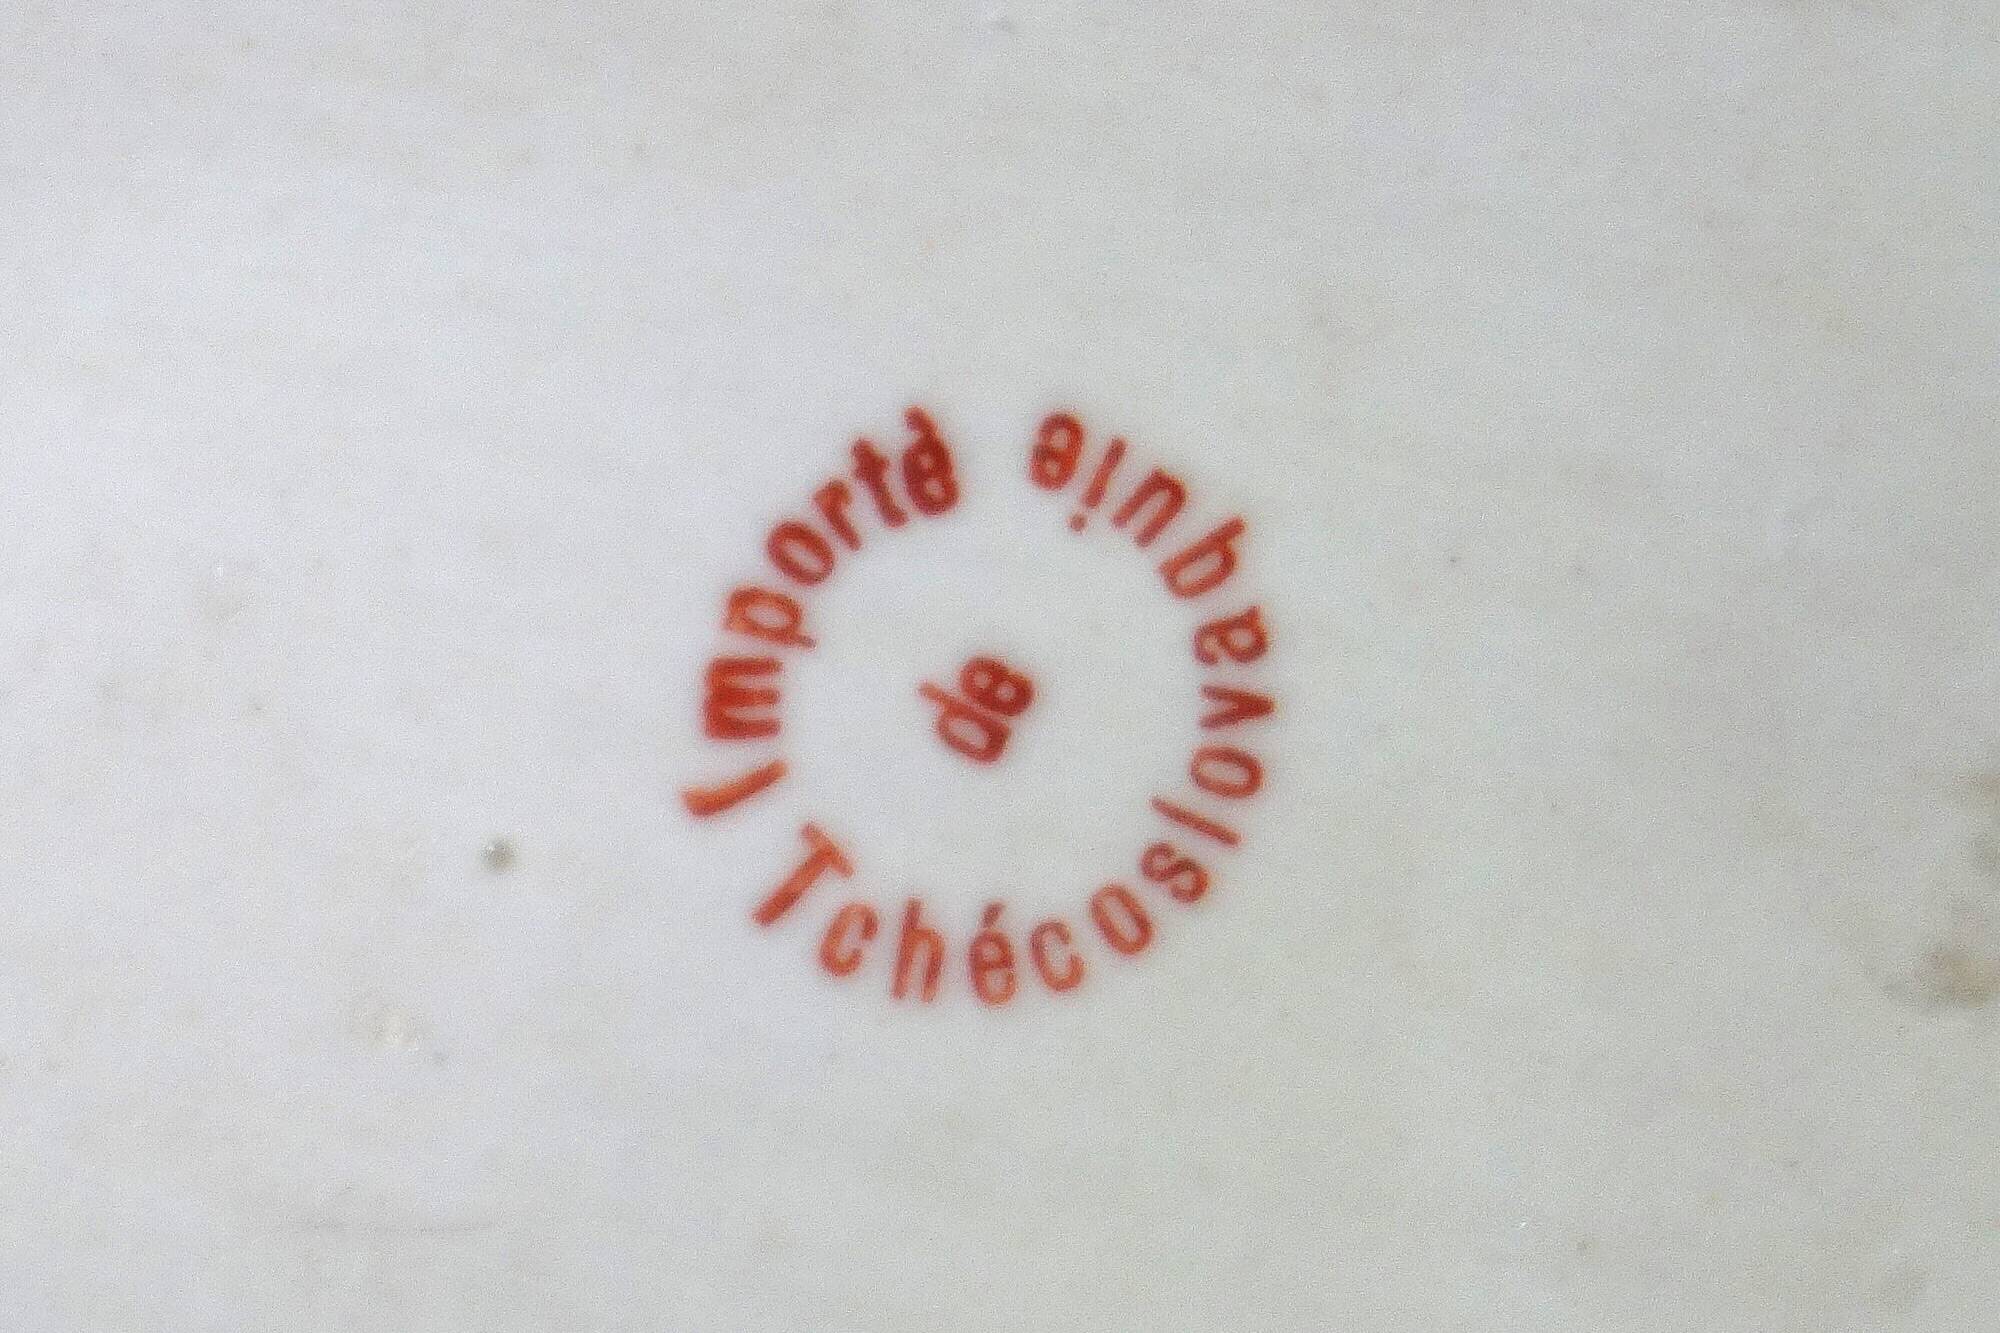 Importé
de
Tchécoslovaquie